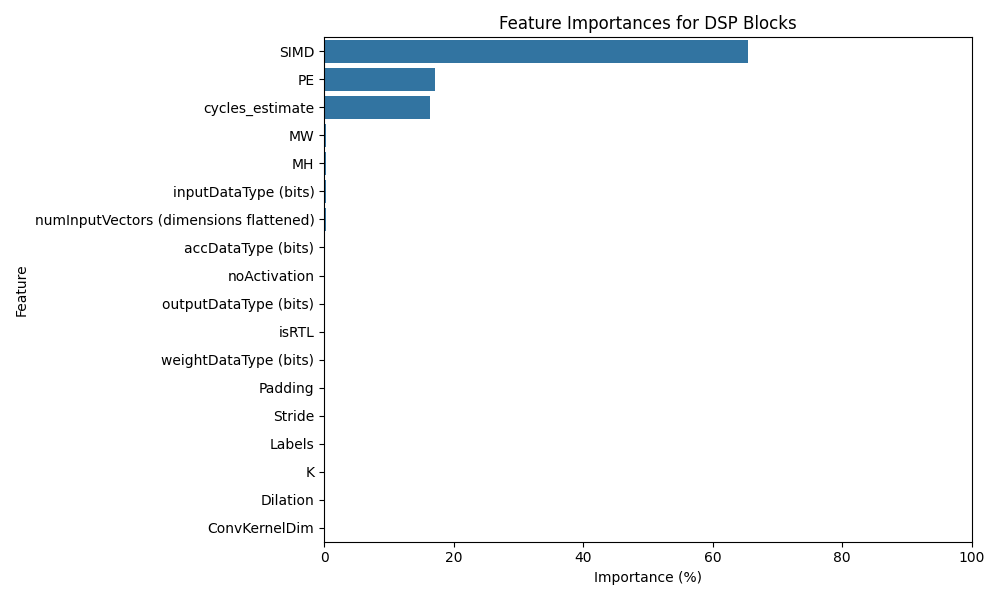 Feature Importances for DSP Blocks
SIMD
PE
cycles_estimate
MW
MH
inputDataType (bits)
numInputVectors (dimensions flattened)
accDataType (bits)
noActivation
outputDataType (bits)
isRTL
weightDataType (bits)
Padding
Stride
Labels
K
Dilation
ConvKernelDim
Feature
0 20 40 60 80 100
Importance (%)